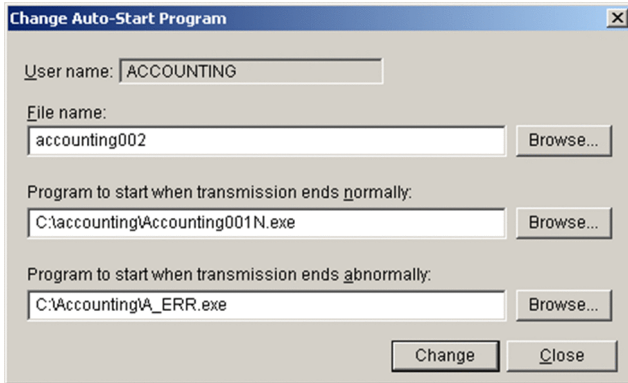 Change Auto-Start Program
User name: ACCOUNTING
File name:
accounting002 Browse...
Program to start when transmission ends normally:
C:\accounting\Accounting001N.exe Browse...
Program to start when transmission ends abnormally:
C:\Accounting\A_ERR.exe Browse...
Change Close